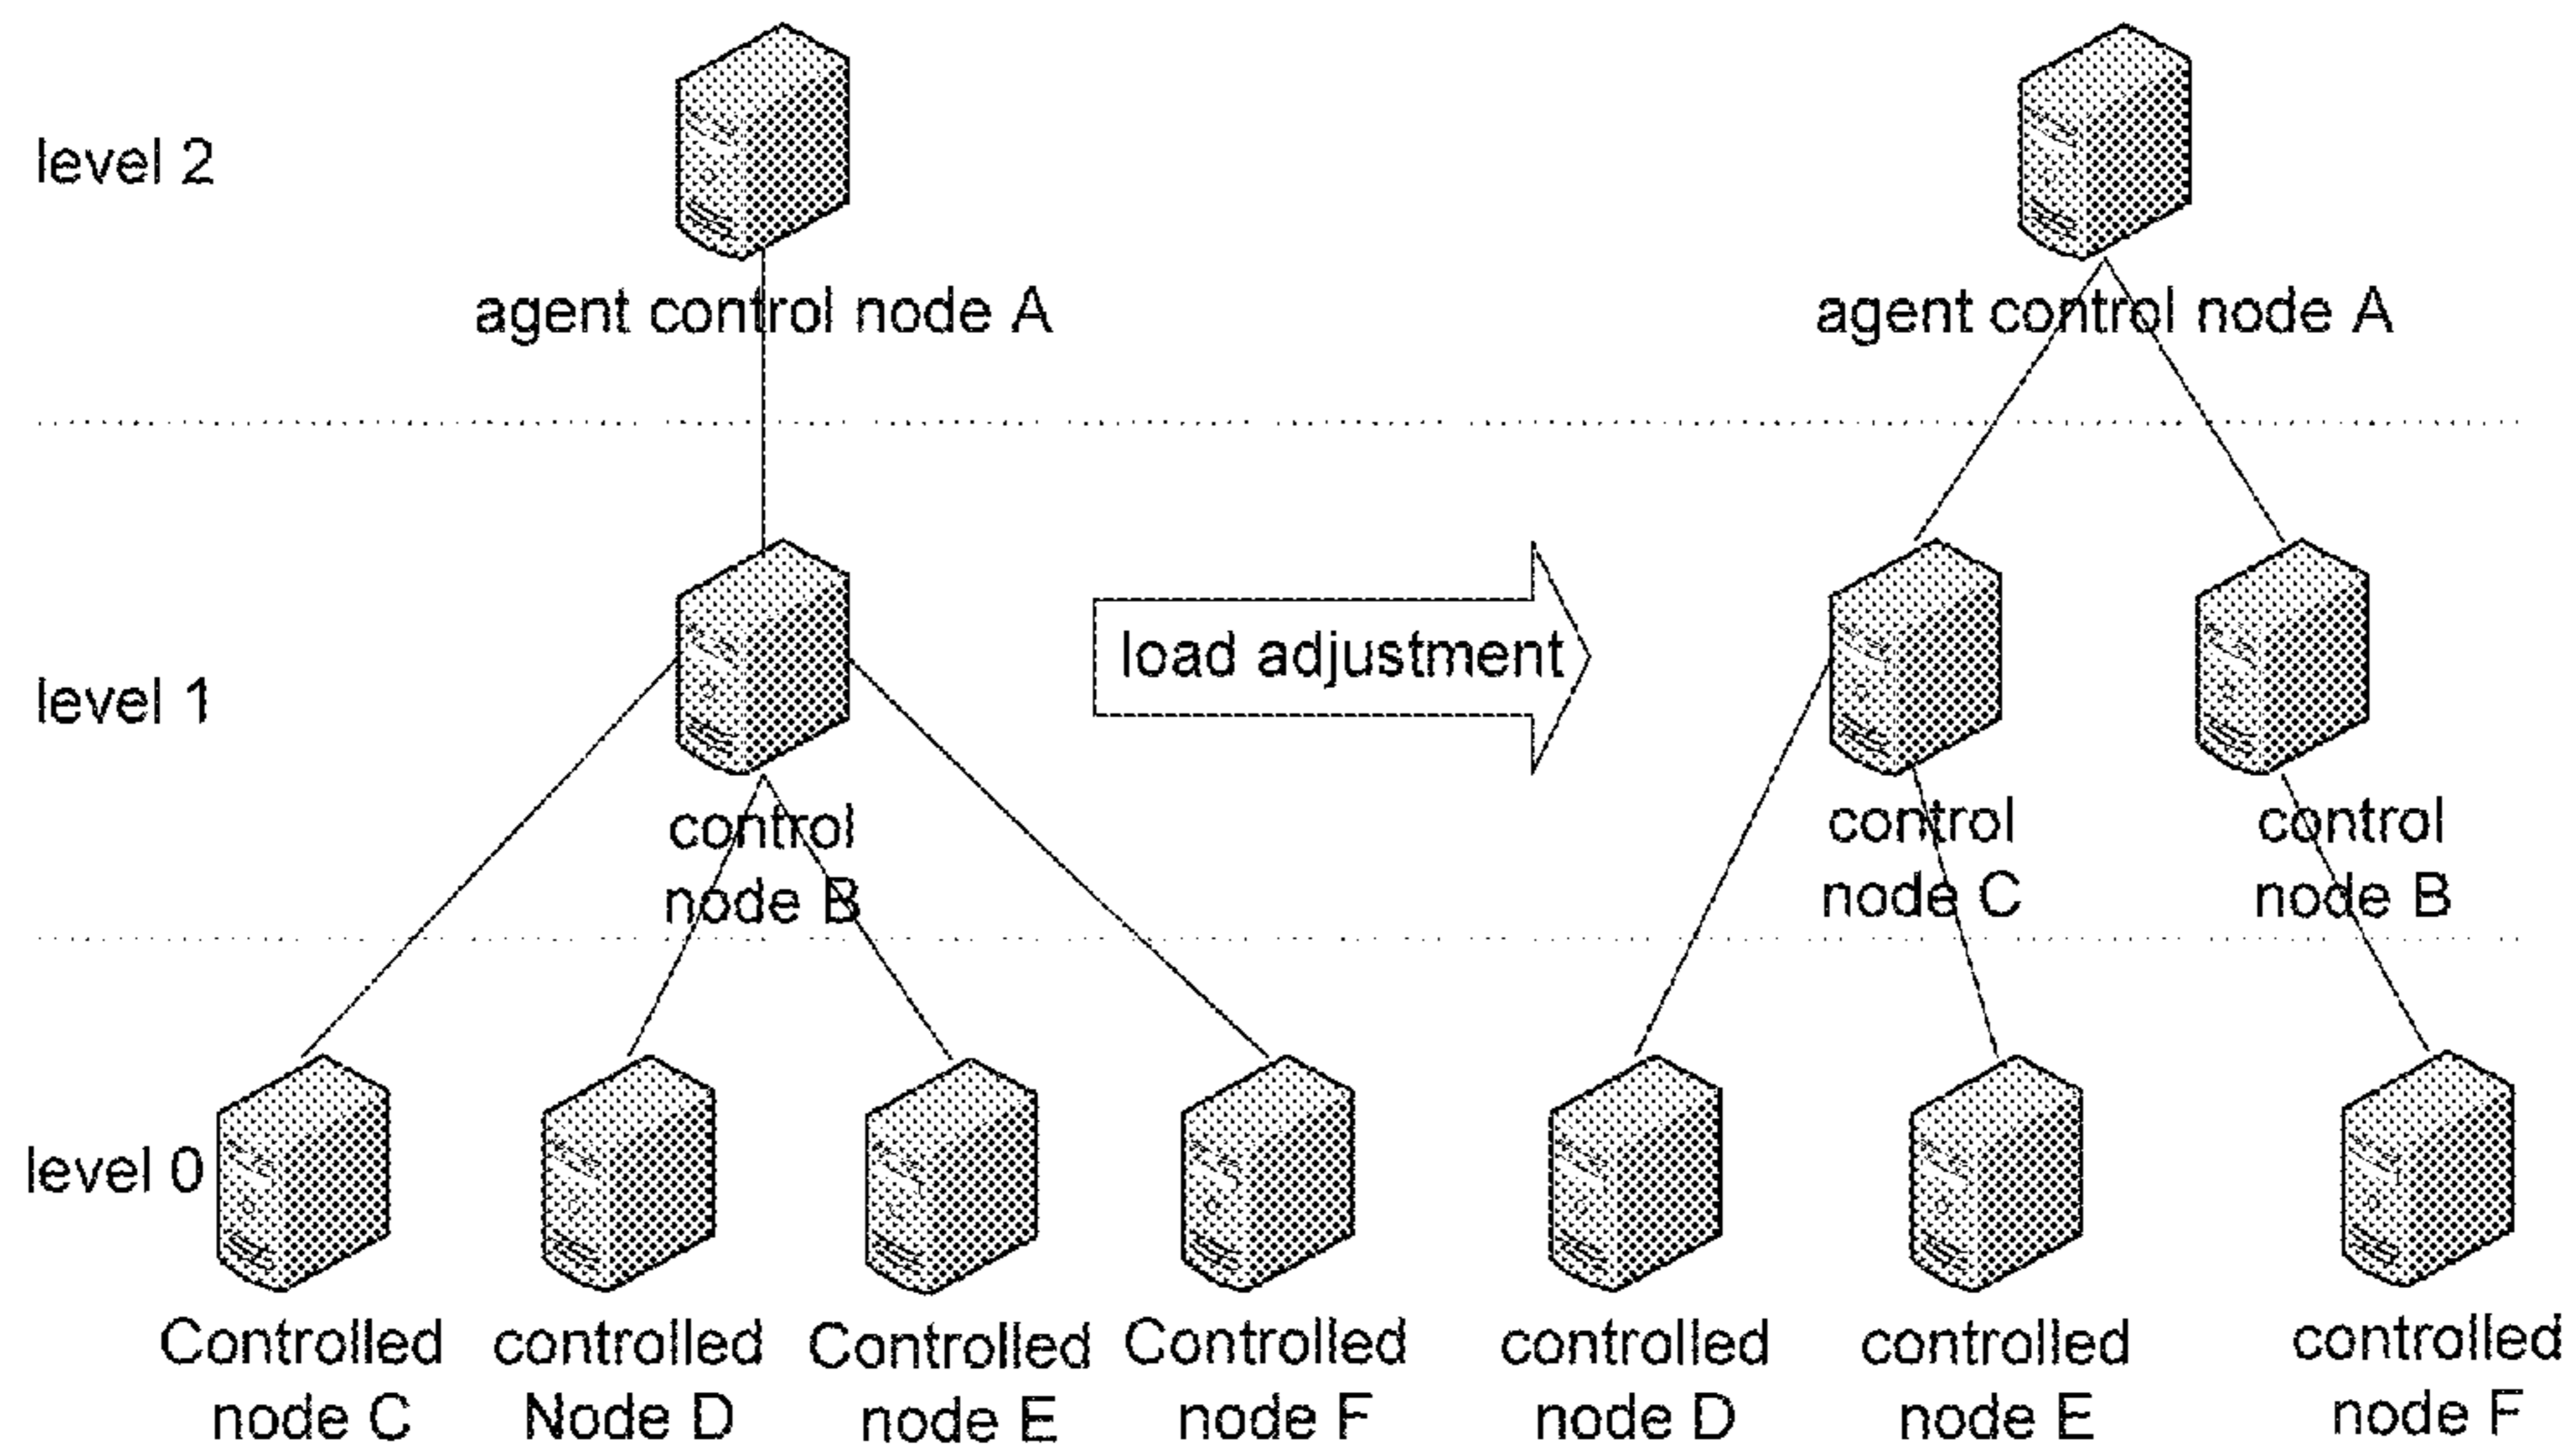 level 2
agent control node A
agent control node A
level 1
load adjustment
control
node B
control
node C
control
node B
level 0
Controlled
node C
controlled
Node D
Controlled
node E
Controlled
node F
controlled
node D
controlled
node E
controlled
node F